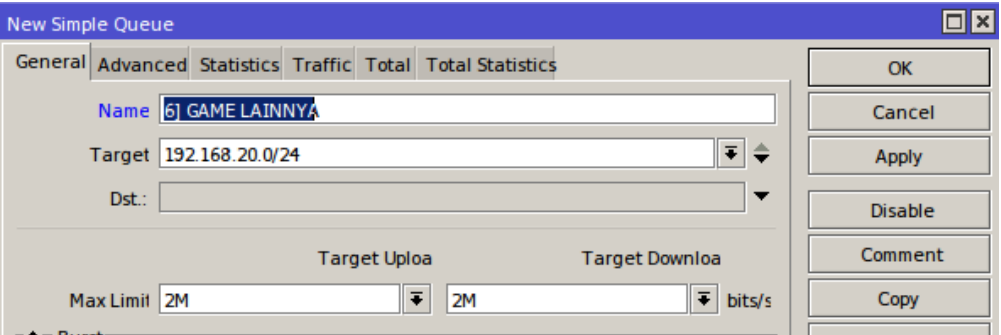 New Simple Queue
General Advanced Statistics Traffic Total Total Statistics
OK
Name 6] GAME LAINNYA
Cancel
Target 192.168.20.0/24
Apply
Dst.:
Disable
Target Uploa Target Downloa
Comment
Max Limit 2M 2M bits/s
Copy